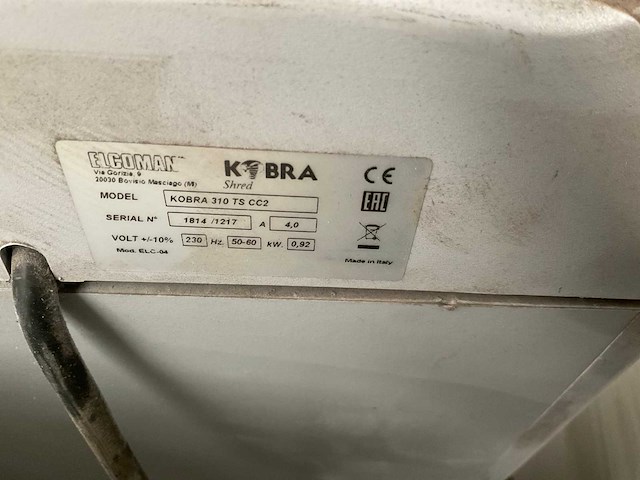 ELCOMAN
Via Gorizia, 9
20030 Bovisio Masciago (MI)
KOBRA
Shred
CE
EAC
MODEL KOBRA 310 TS CC2
SERIAL N° 1814 /1217 A 4,0
VOLT +/-10% 230 Hz. 50-60 kW. 0,92
Mod. ELC-04
Made in Italy